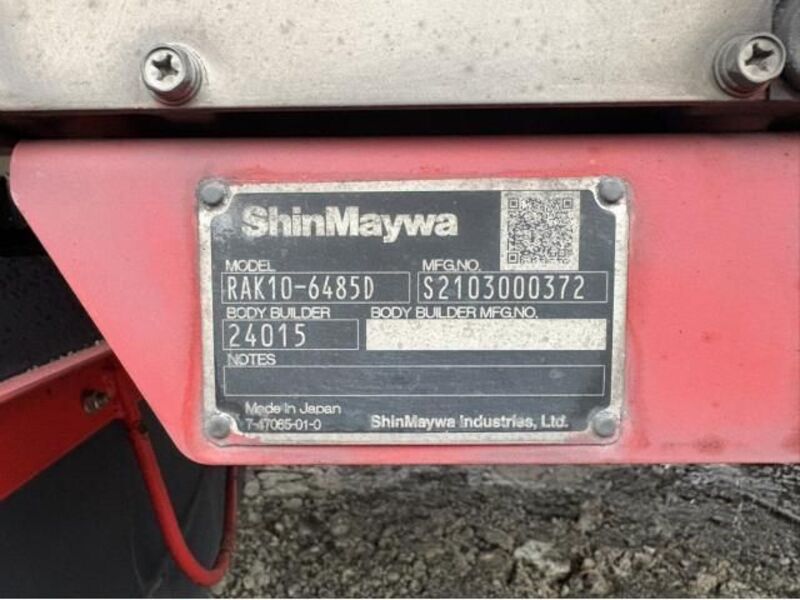 ShinMaywa
MODEL MFG.NO.
RAK10-6485D S2103000372
BODY BUILDER BODY BUILDER MFG.NO.
24015
NOTES
Made in Japan
7-47065-01-0 ShinMaywa Industries, Ltd.